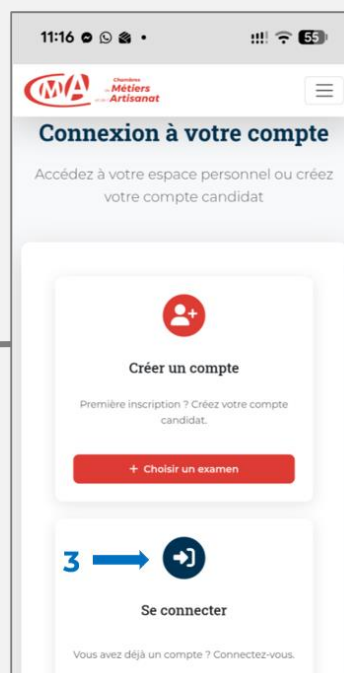 11:16
55
CMA
Chambres
de Métiers
et de l'Artisanat
Connexion à votre compte
Accédez à votre espace personnel ou créez
votre compte candidat
Créer un compte
Première inscription ? Créez votre compte
candidat.
+ Choisir un examen
3
Se connecter
Vous avez déjà un compte ? Connectez-vous.